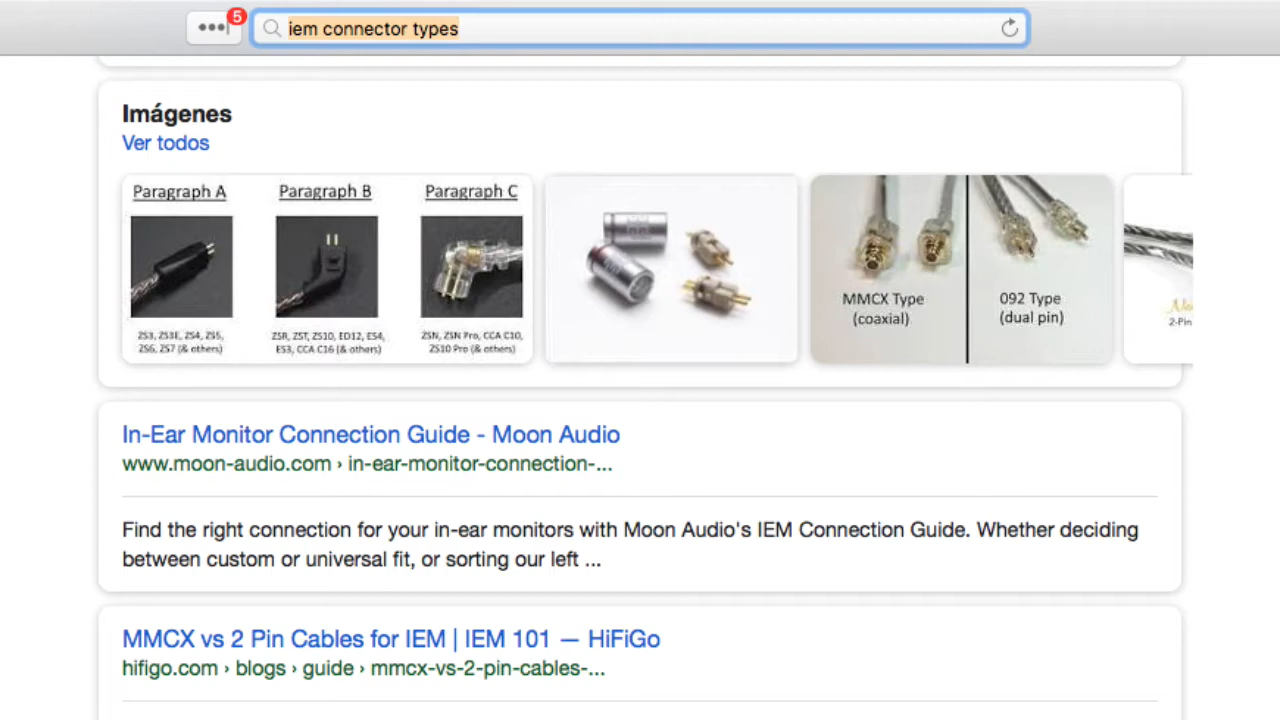 5
iem connector types
Imágenes
Ver todos
Paragraph A Paragraph B Paragraph C
ZS3, ZS3E, ZS4, ZS5, ZSR, ZST, ZS10, ED12, ES4, ZSN, ZSN Pro, CCA C10,
ZS6, ZS7 (& others) ES3, CCA C16 (& others) ZS10 Pro (& others)
MMCX Type 092 Type
(coaxial) (dual pin)
2-Pin
In-Ear Monitor Connection Guide - Moon Audio
www.moon-audio.com › in-ear-monitor-connection-...
Find the right connection for your in-ear monitors with Moon Audio's IEM Connection Guide. Whether deciding
between custom or universal fit, or sorting our left ...
MMCX vs 2 Pin Cables for IEM | IEM 101 — HiFiGo
hifigo.com › blogs › guide › mmcx-vs-2-pin-cables-...